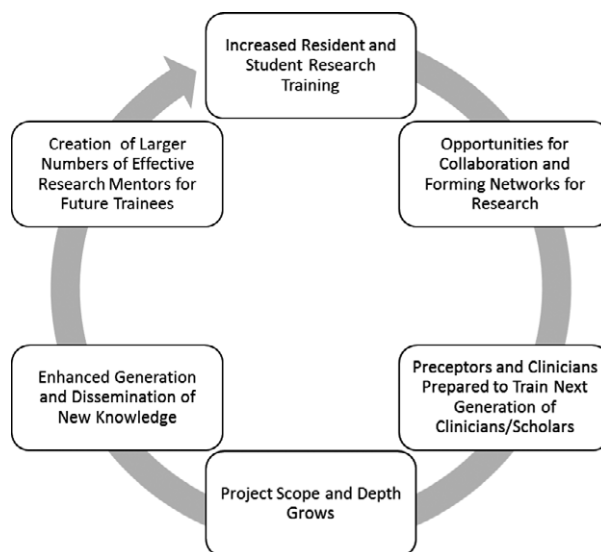 Increased Resident and
Student Research
Training
Opportunities for
Collaboration and
Forming Networks for
Research
Preceptors and Clinicians
Prepared to Train Next
Generation of
Clinicians/Scholars
Project Scope and Depth
Grows
Enhanced Generation
and Dissemination of
New Knowledge
Creation of Larger
Numbers of Effective
Research Mentors for
Future Trainees